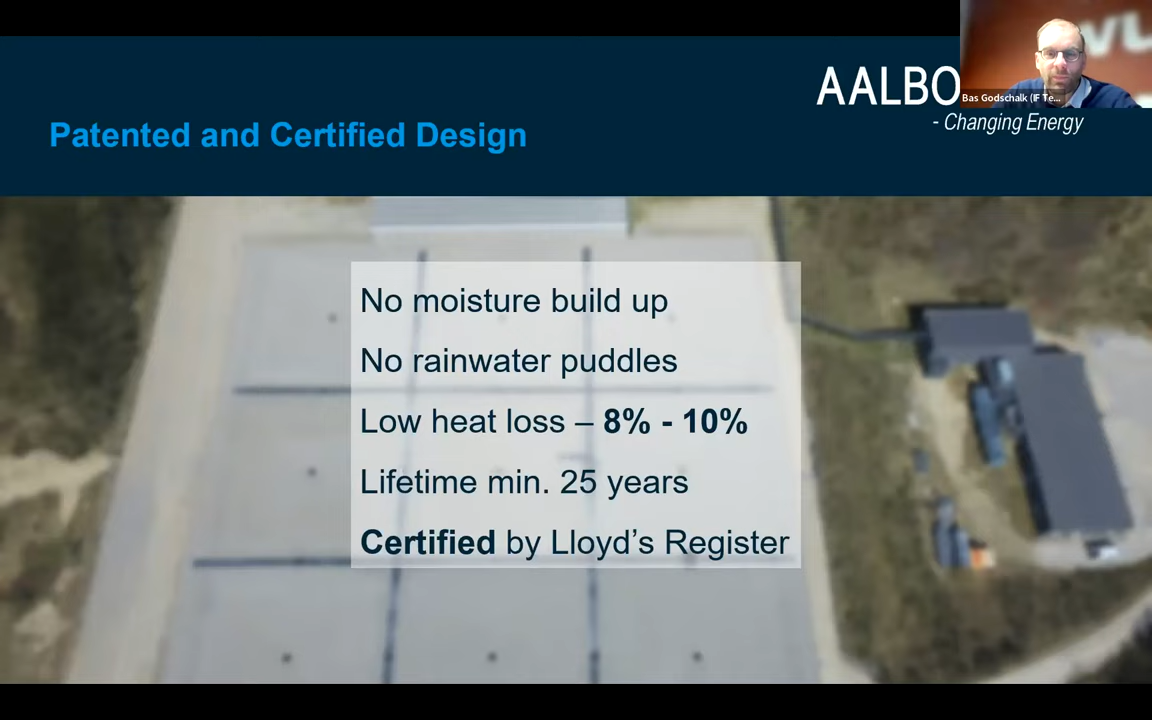 AALBO
- Changing Energy
Bas Godschalk (IF Te...
Patented and Certified Design
No moisture build up
No rainwater puddles
Low heat loss – 8% - 10%
Lifetime min. 25 years
Certified by Lloyd’s Register